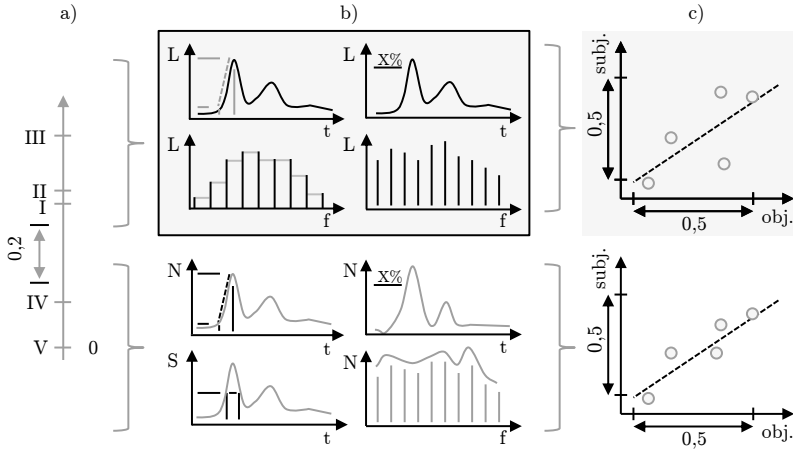 a)
b)
c)
III
II
I
0,2
IV
V
0
L
t
L
X%
t
L
f
L
f
N
t
N
X%
t
S
t
N
f
subj.
0,5
0,5
obj.
subj.
0,5
0,5
obj.